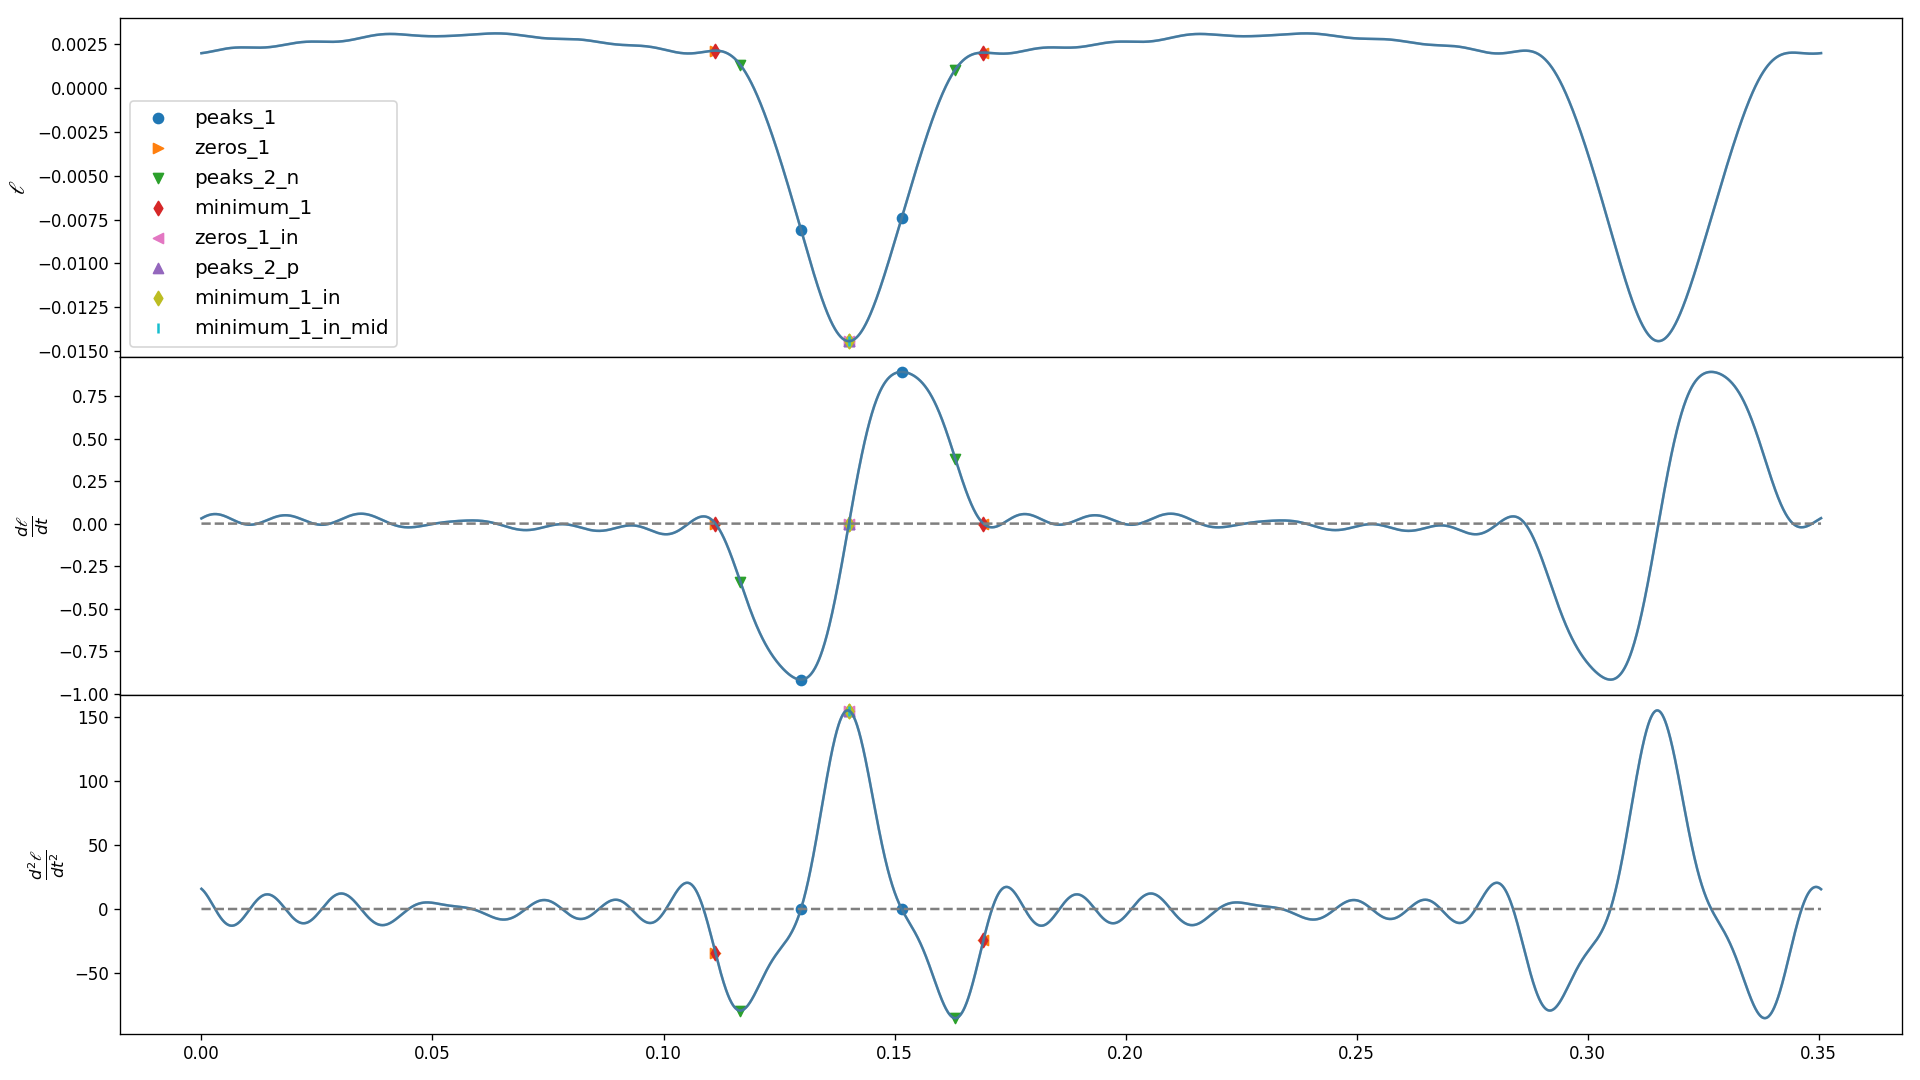 0.0025
0.0000
−0.0025
−0.0050
−0.0075
−0.0100
−0.0125
−0.0150
ℓ
peaks_1
zeros_1
peaks_2_n
minimum_1
zeros_1_in
peaks_2_p
minimum_1_in
minimum_1_in_mid
0.75
0.50
0.25
0.00
−0.25
−0.50
−0.75
−1.00
dℓ/dt
150
100
50
0
−50
d²ℓ/dt²
0.00 0.05 0.10 0.15 0.20 0.25 0.30 0.35